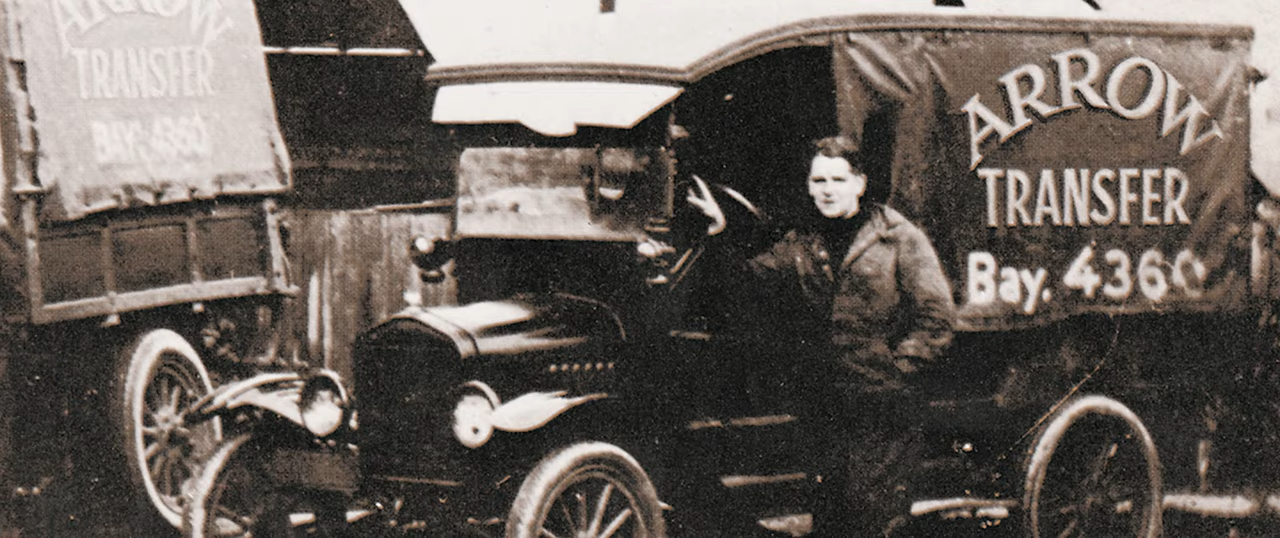 ARROW
TRANSFER
BAY. 4360
ARROW
TRANSFER
Bay. 4360